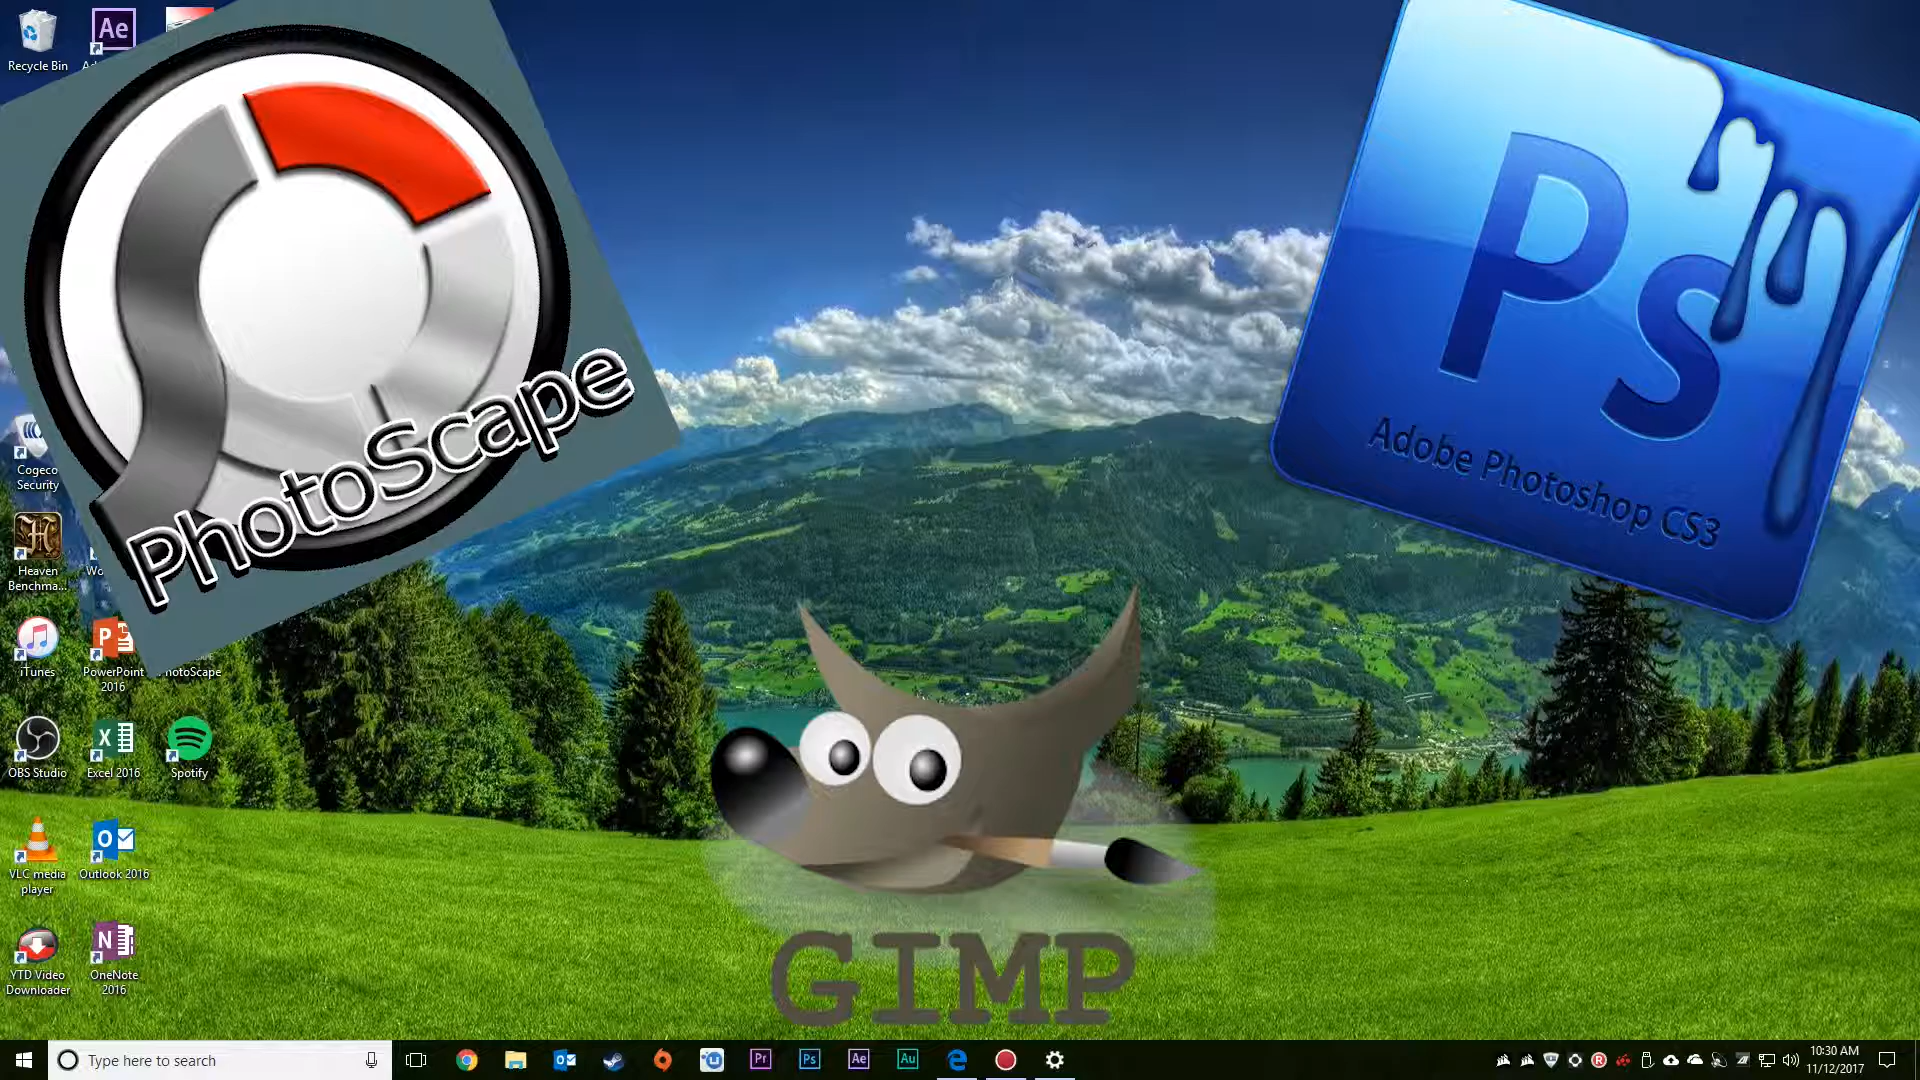 Recycle Bin
Ae
PhotoScape
Ps
Adobe Photoshop CS3
Cogeco
Security
Heaven
Benchma...
iTunes
PowerPoint
2016
OBS Studio
Excel 2016
Spotify
VLC media
player
Outlook 2016
YTD Video
Downloader
OneNote
2016
GIMP
Type here to search
Pr
Ps
Ae
Au
10:30 AM
11/12/2017